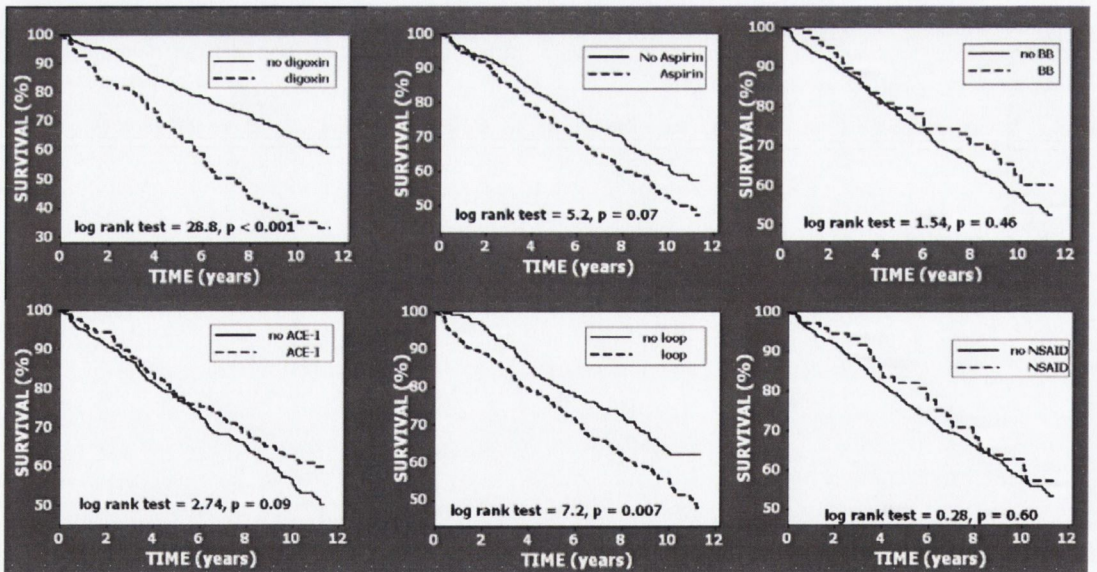 SURVIVAL (%)
100
90
80
70
60
50
40
30
no digoxin
digoxin
log rank test = 28.8, p < 0.001
0 2 4 6 8 10 12
TIME (years)
SURVIVAL (%)
100
90
80
70
60
50
No Aspirin
Aspirin
log rank test = 5.2, p = 0.07
0 2 4 6 8 10 12
TIME (years)
SURVIVAL (%)
100
90
80
70
60
50
no BB
BB
log rank test = 1.54, p = 0.46
0 2 4 6 8 10 12
TIME (years)
SURVIVAL (%)
100
90
80
70
60
50
no ACE-I
ACE-I
log rank test = 2.74, p = 0.09
0 2 4 6 8 10 12
TIME (years)
SURVIVAL (%)
100
90
80
70
60
50
no loop
loop
log rank test = 7.2, p = 0.007
0 2 4 6 8 10 12
TIME (years)
SURVIVAL (%)
100
90
80
70
60
50
no NSAID
NSAID
log rank test = 0.28, p = 0.60
0 2 4 6 8 10 12
TIME (years)